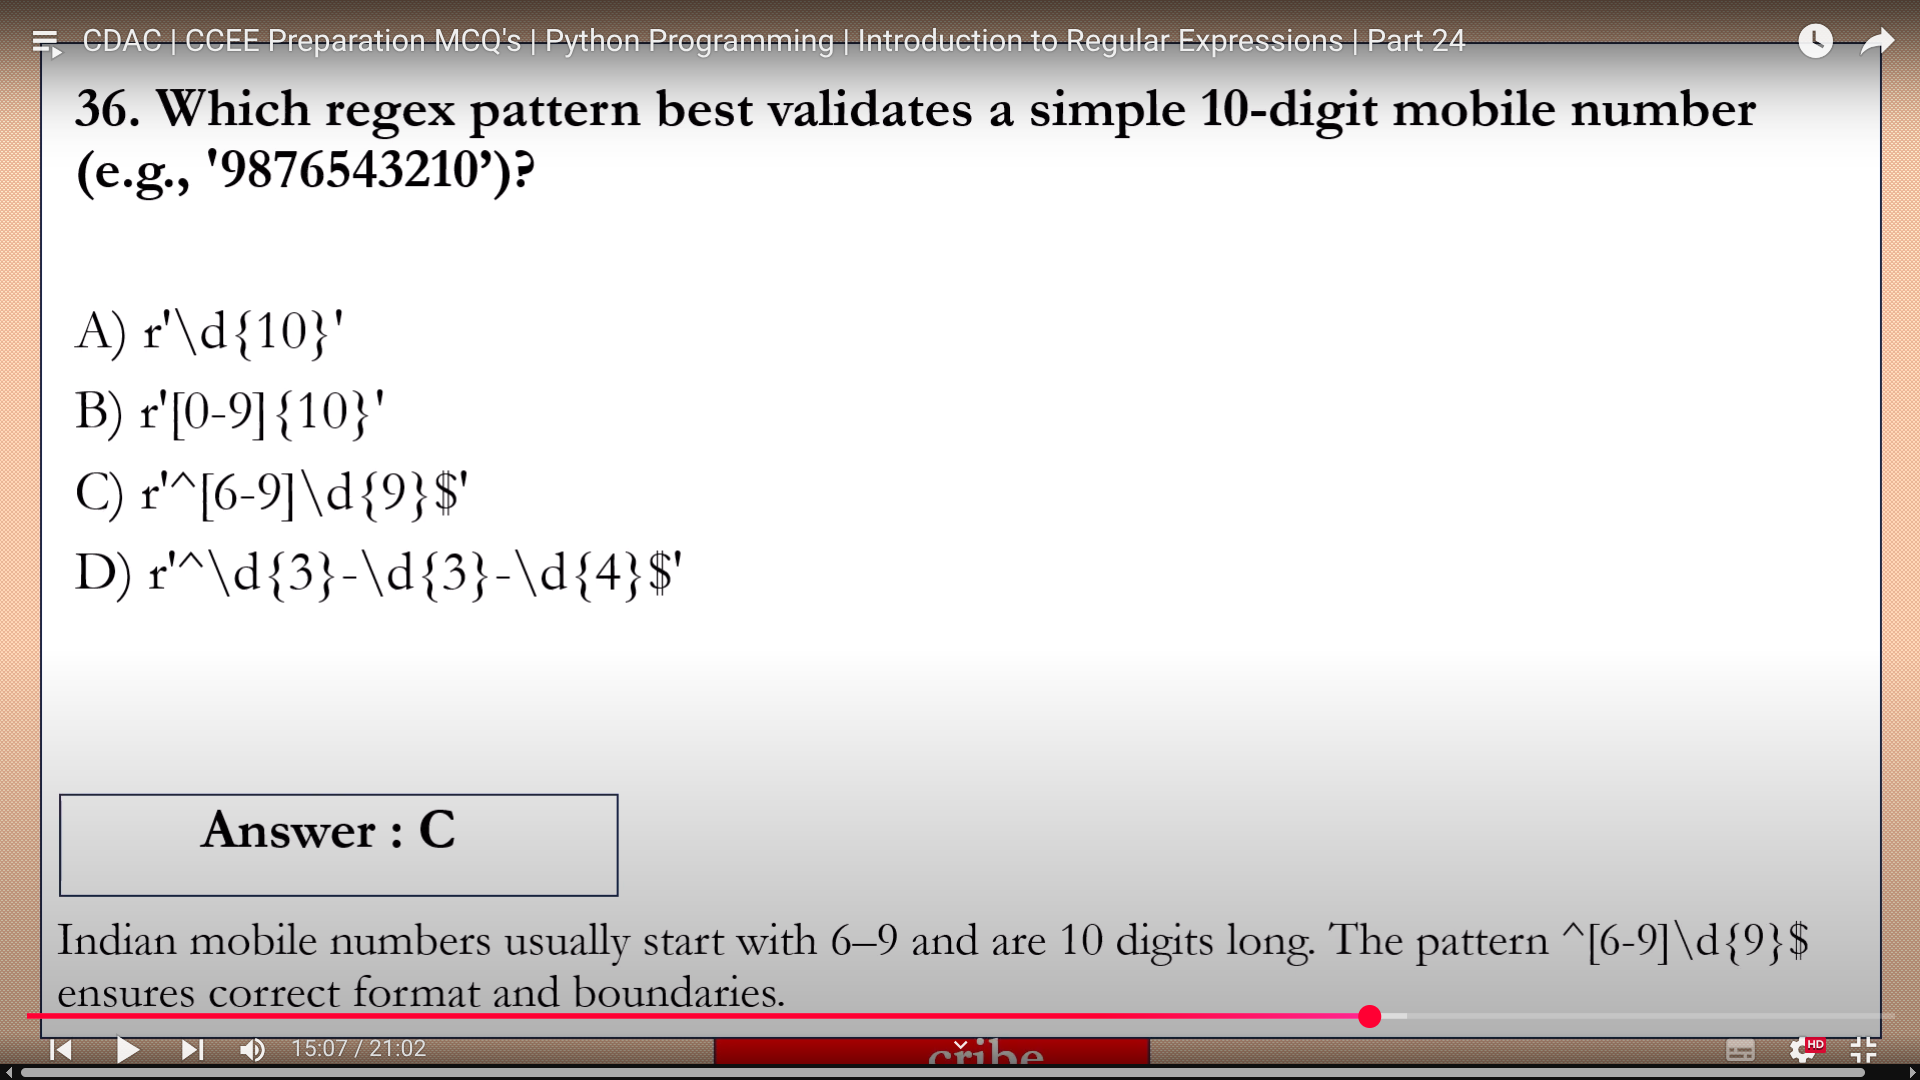 CDAC | CCEE Preparation MCQ's | Python Programming | Introduction to Regular Expressions | Part 24
36. Which regex pattern best validates a simple 10-digit mobile number
(e.g., '9876543210’)?
A) r'\d{10}'
B) r'[0-9]{10}'
C) r'^[6-9]\d{9}$'
D) r'^\d{3}-\d{3}-\d{4}$'
Answer : C
Indian mobile numbers usually start with 6–9 and are 10 digits long. The pattern ^[6-9]\d{9}$
ensures correct format and boundaries.
15:07 / 21:02
cribe
HD